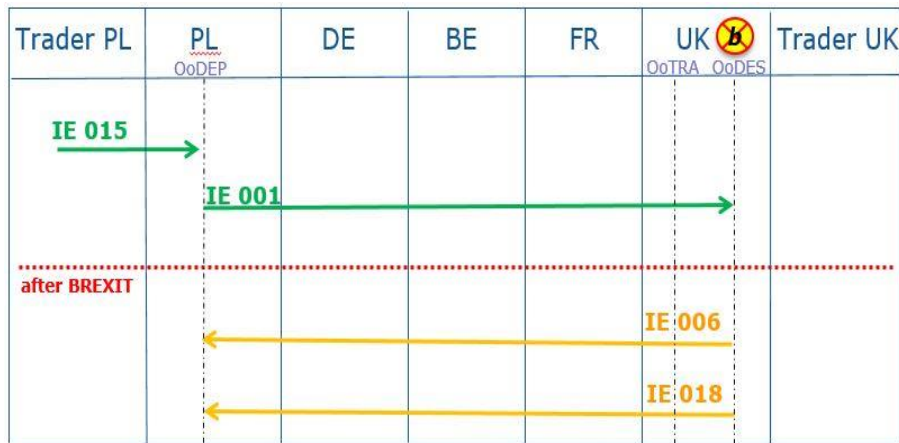 Trader PL PL DE BE FR UK b Trader UK
OoDEP OoTRA OoDES
IE 015
IE 001
after BREXIT
IE 006
IE 018